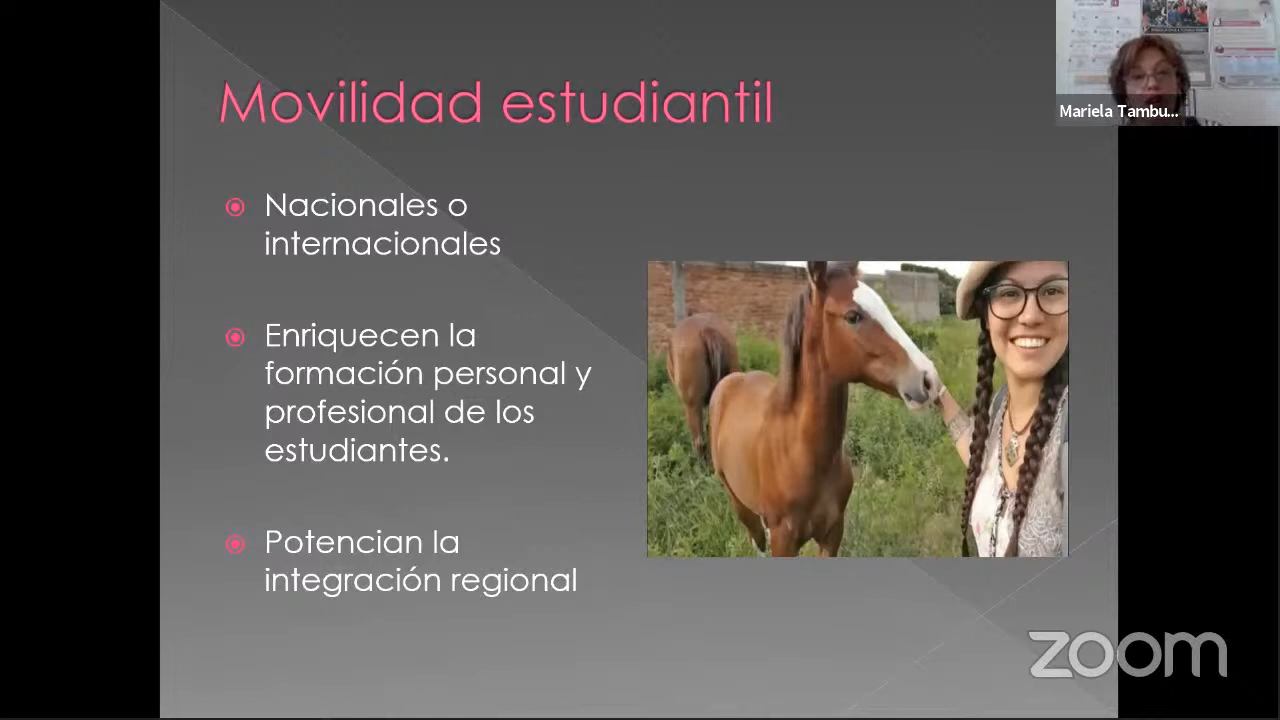 Movilidad estudiantil
Nacionales o
internacionales
Enriquecen la
formación personal y
profesional de los
estudiantes.
Potencian la
integración regional
Mariela Tambu...
zoom